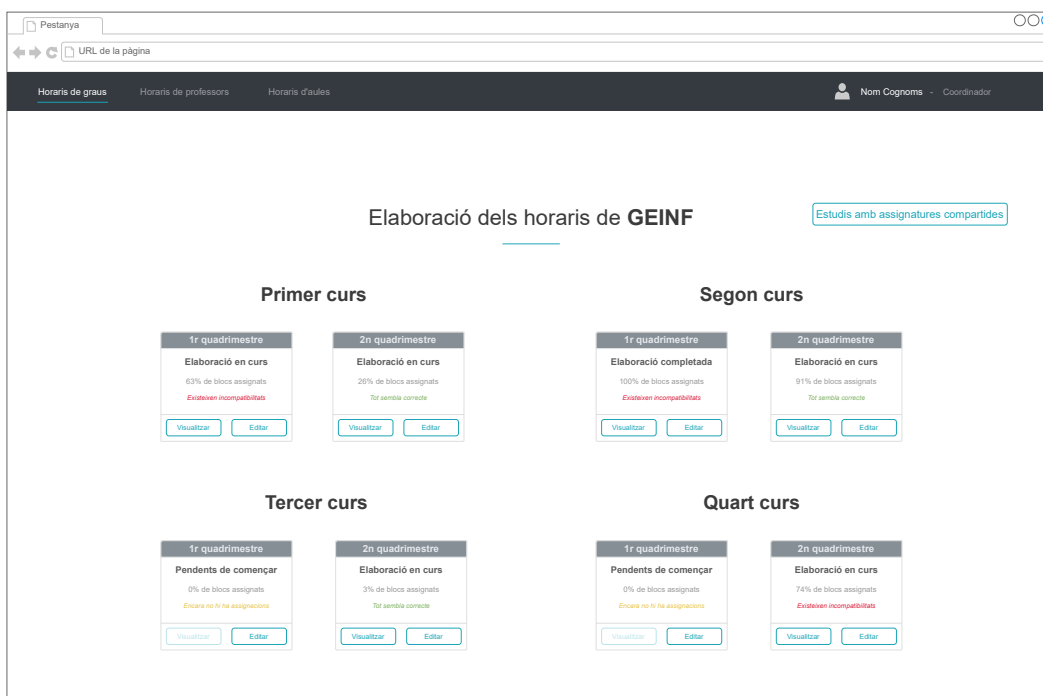 Pestanya
URL de la pàgina
Horaris de graus Horaris de professors Horaris d'aules Nom Cognoms - Coordinador
Elaboració dels horaris de GEINF
Estudis amb assignatures compartides
Primer curs
1r quadrimestre
Elaboració en curs
63% de blocs assignats
Existeixen incompatibilitats
Visualitzar Editar
2n quadrimestre
Elaboració en curs
26% de blocs assignats
Tot sembla correcte
Visualitzar Editar
Segon curs
1r quadrimestre
Elaboració completada
100% de blocs assignats
Existeixen incompatibilitats
Visualitzar Editar
2n quadrimestre
Elaboració en curs
91% de blocs assignats
Tot sembla correcte
Visualitzar Editar
Tercer curs
1r quadrimestre
Pendents de començar
0% de blocs assignats
Encara no hi ha assignacions
Visualitzar Editar
2n quadrimestre
Elaboració en curs
3% de blocs assignats
Tot sembla correcte
Visualitzar Editar
Quart curs
1r quadrimestre
Pendents de començar
0% de blocs assignats
Encara no hi ha assignacions
Visualitzar Editar
2n quadrimestre
Elaboració en curs
74% de blocs assignats
Existeixen incompatibilitats
Visualitzar Editar